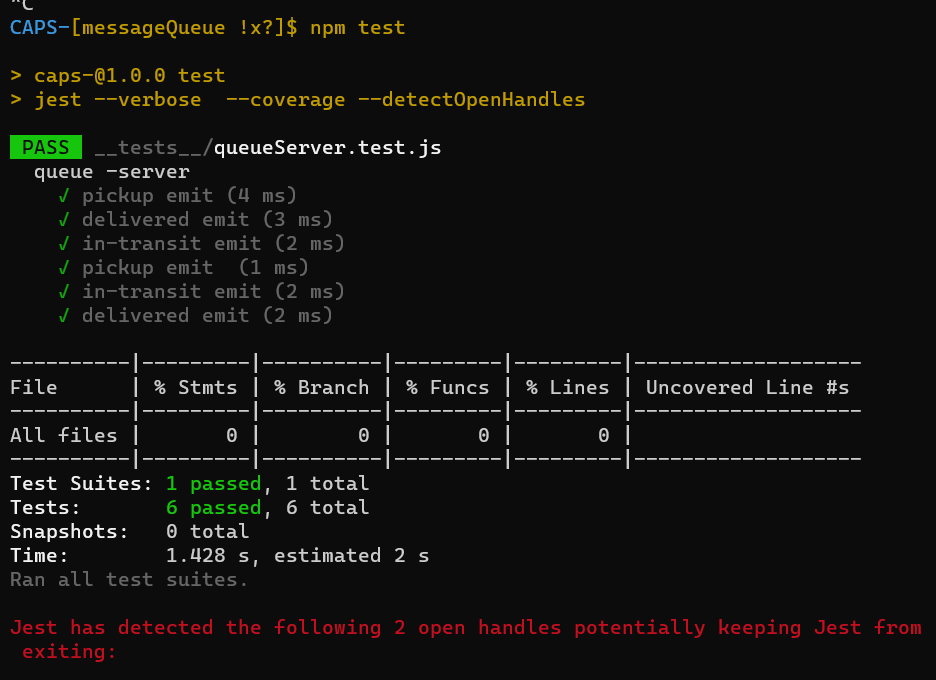 ^C
CAPS-[messageQueue !x?]$ npm test
> caps-@1.0.0 test
> jest --verbose  --coverage --detectOpenHandles
PASS __tests__/queueServer.test.js
queue -server
√ pickup emit (4 ms)
√ delivered emit (3 ms)
√ in-transit emit (2 ms)
√ pickup emit  (1 ms)
√ in-transit emit (2 ms)
√ delivered emit (2 ms)
----------|---------|----------|---------|---------|-------------------
File      | % Stmts | % Branch | % Funcs | % Lines | Uncovered Line #s
----------|---------|----------|---------|---------|-------------------
All files |       0 |        0 |       0 |       0 |
----------|---------|----------|---------|---------|-------------------
Test Suites: 1 passed, 1 total
Tests:       6 passed, 6 total
Snapshots:   0 total
Time:        1.428 s, estimated 2 s
Ran all test suites.
Jest has detected the following 2 open handles potentially keeping Jest from
exiting: